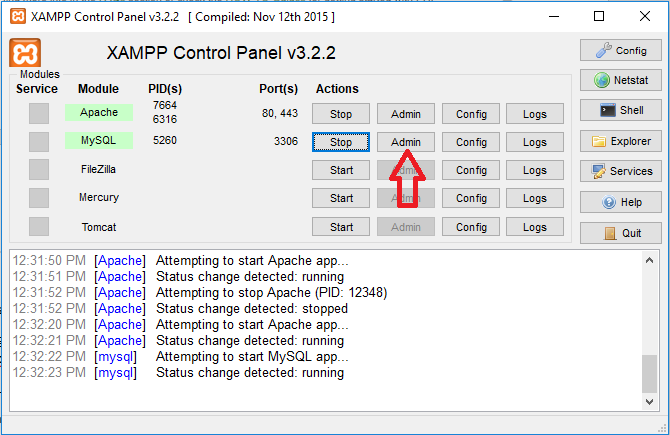 XAMPP Control Panel v3.2.2 [ Compiled: Nov 12th 2015 ]
XAMPP Control Panel v3.2.2
Config
Modules
Service Module PID(s) Port(s) Actions
Netstat
Apache 7664 6316 80, 443 Stop Admin Config Logs
Shell
MySQL 5260 3306 Stop Admin Config Logs
Explorer
FileZilla Start Admin Config Logs
Services
Mercury Start Admin Config Logs
Help
Tomcat Start Admin Config Logs
Quit
12:31:50 PM [Apache] Attempting to start Apache app...
12:31:51 PM [Apache] Status change detected: running
12:31:52 PM [Apache] Attempting to stop Apache (PID: 12348)
12:31:52 PM [Apache] Status change detected: stopped
12:32:20 PM [Apache] Attempting to start Apache app...
12:32:21 PM [Apache] Status change detected: running
12:32:22 PM [mysql] Attempting to start MySQL app...
12:32:23 PM [mysql] Status change detected: running